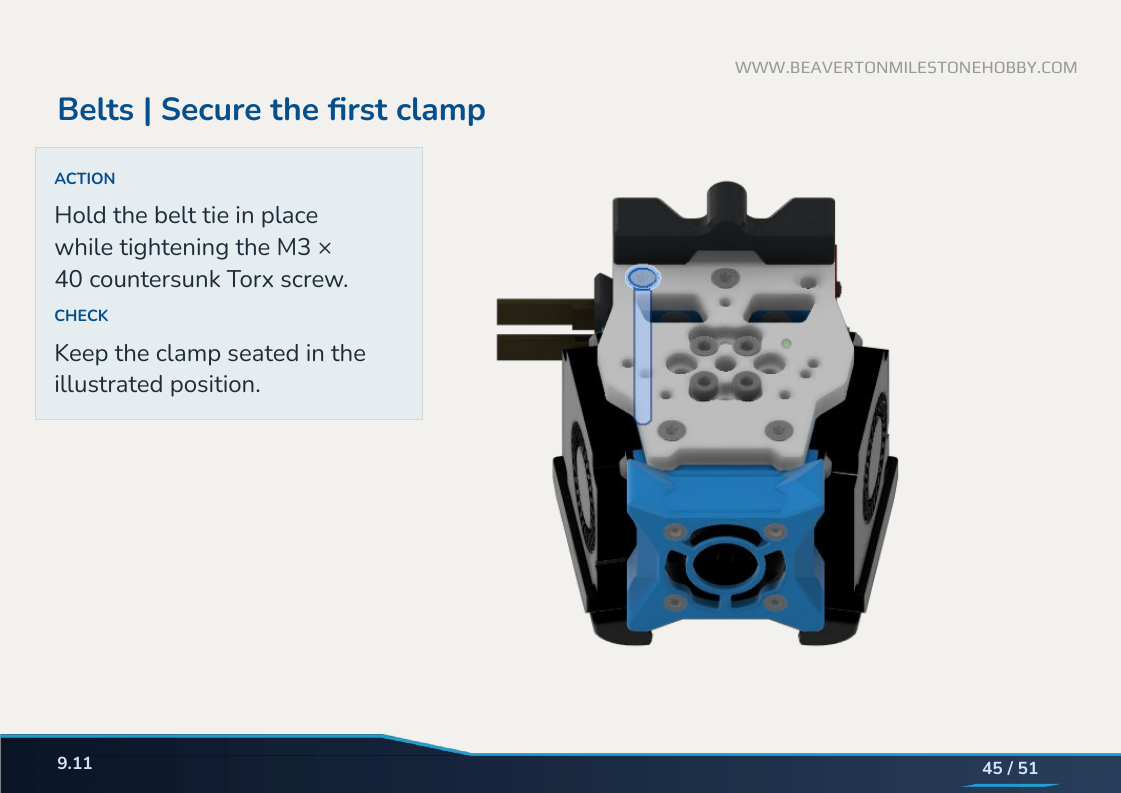 WWW.BEAVERTONMILESTONEHOBBY.COM
Belts | Secure the first clamp
ACTION
Hold the belt tie in place
while tightening the M3 ×
40 countersunk Torx screw.
CHECK
Keep the clamp seated in the
illustrated position.
9.11
45 / 51